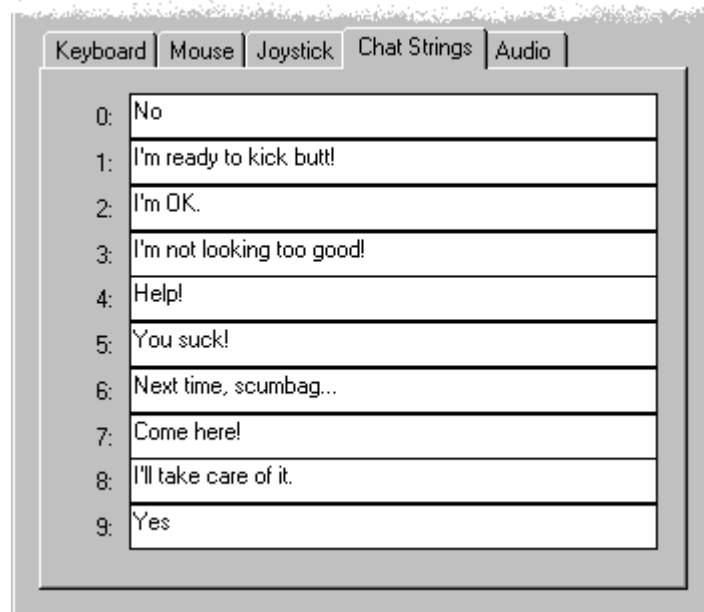 Keyboard Mouse Joystick Chat Strings Audio
0: No
1: I'm ready to kick butt!
2: I'm OK.
3: I'm not looking too good!
4: Help!
5: You suck!
6: Next time, scumbag...
7: Come here!
8: I'll take care of it.
9: Yes